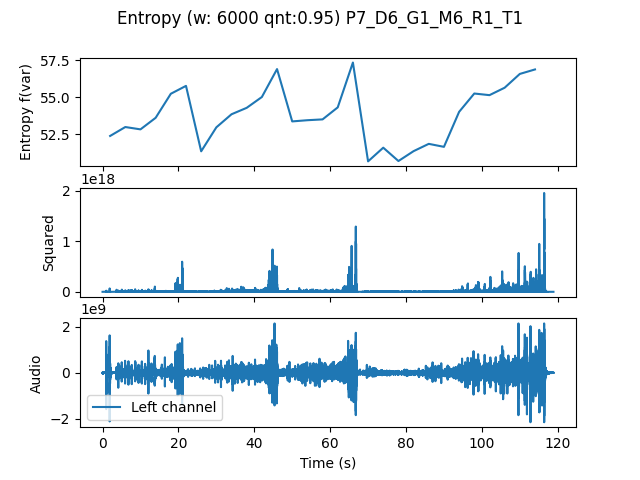 Entropy (w: 6000 qnt:0.95) P7_D6_G1_M6_R1_T1
57.5
55.0
52.5
Entropy f(var)
1e18
2
1
0
Squared
1e9
2
0
−2
Audio
Left channel
0 20 40 60 80 100 120
Time (s)